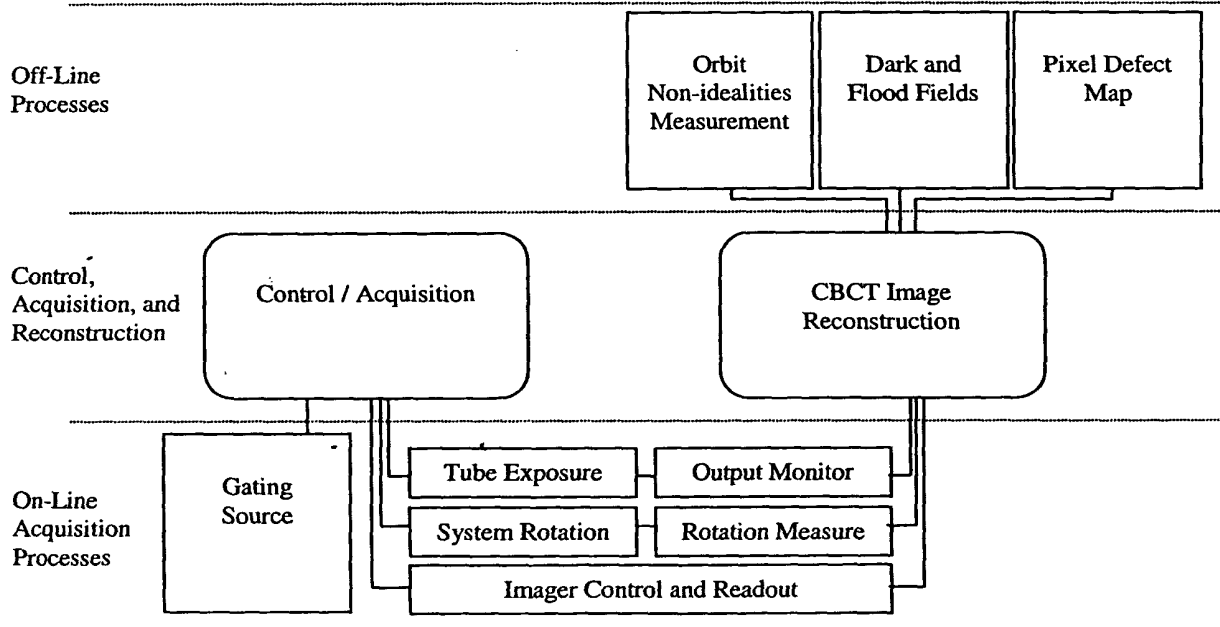 Off-Line
Processes
Orbit
Non-idealities
Measurement
Dark and
Flood Fields
Pixel Defect
Map
Control,
Acquisition, and
Reconstruction
Control / Acquisition
CBCT Image
Reconstruction
On-Line
Acquisition
Processes
Gating
Source
Tube Exposure
Output Monitor
System Rotation
Rotation Measure
Imager Control and Readout